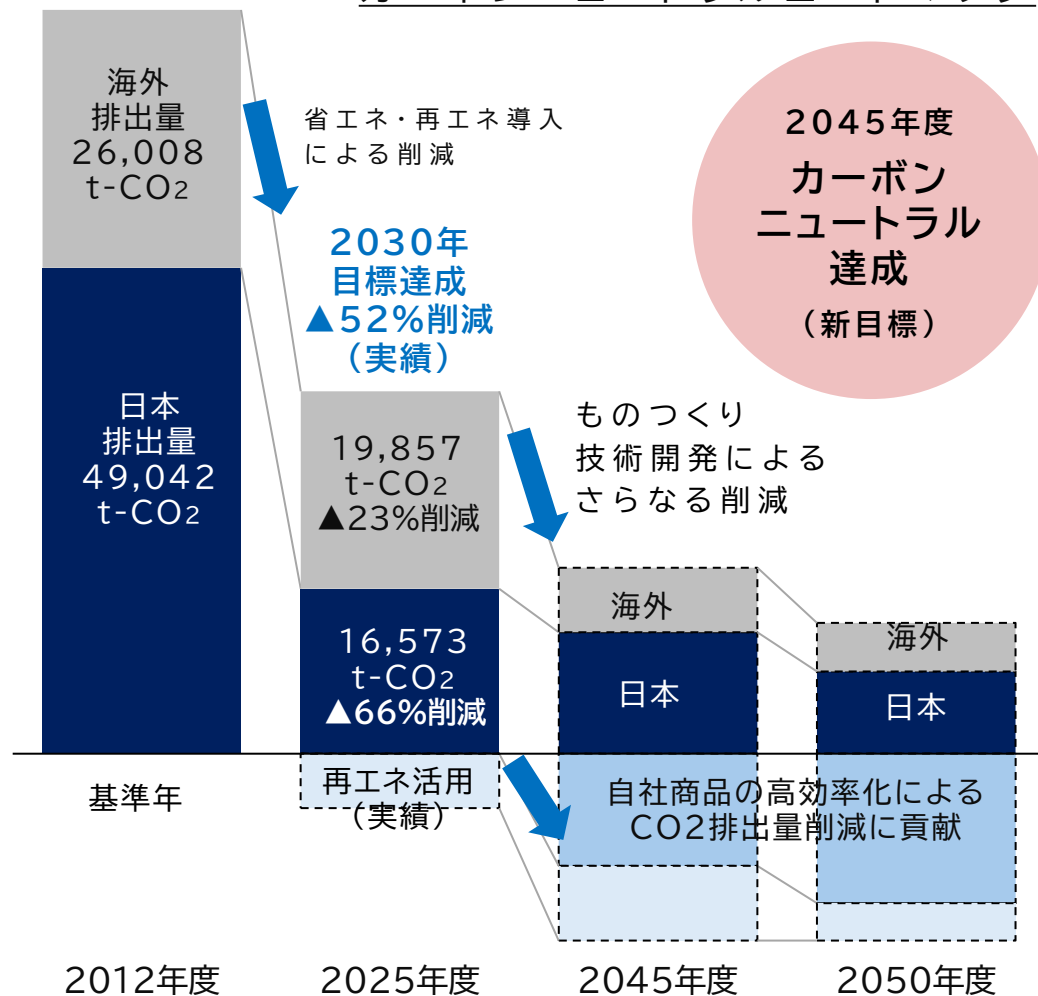 海外
排出量
26,008
t-CO2
日本
排出量
49,042
t-CO2
省エネ・再エネ導入
による削減
2030年
目標達成
▲52%削減
(実績)
2045年度
カーボン
ニュートラル
達成
(新目標)
19,857
t-CO2
▲23%削減
16,573
t-CO2
▲66%削減
ものつくり
技術開発による
さらなる削減
海外
日本
海外
日本
基準年
再エネ活用
(実績)
自社商品の高効率化による
CO2排出量削減に貢献
2012年度
2025年度
2045年度
2050年度